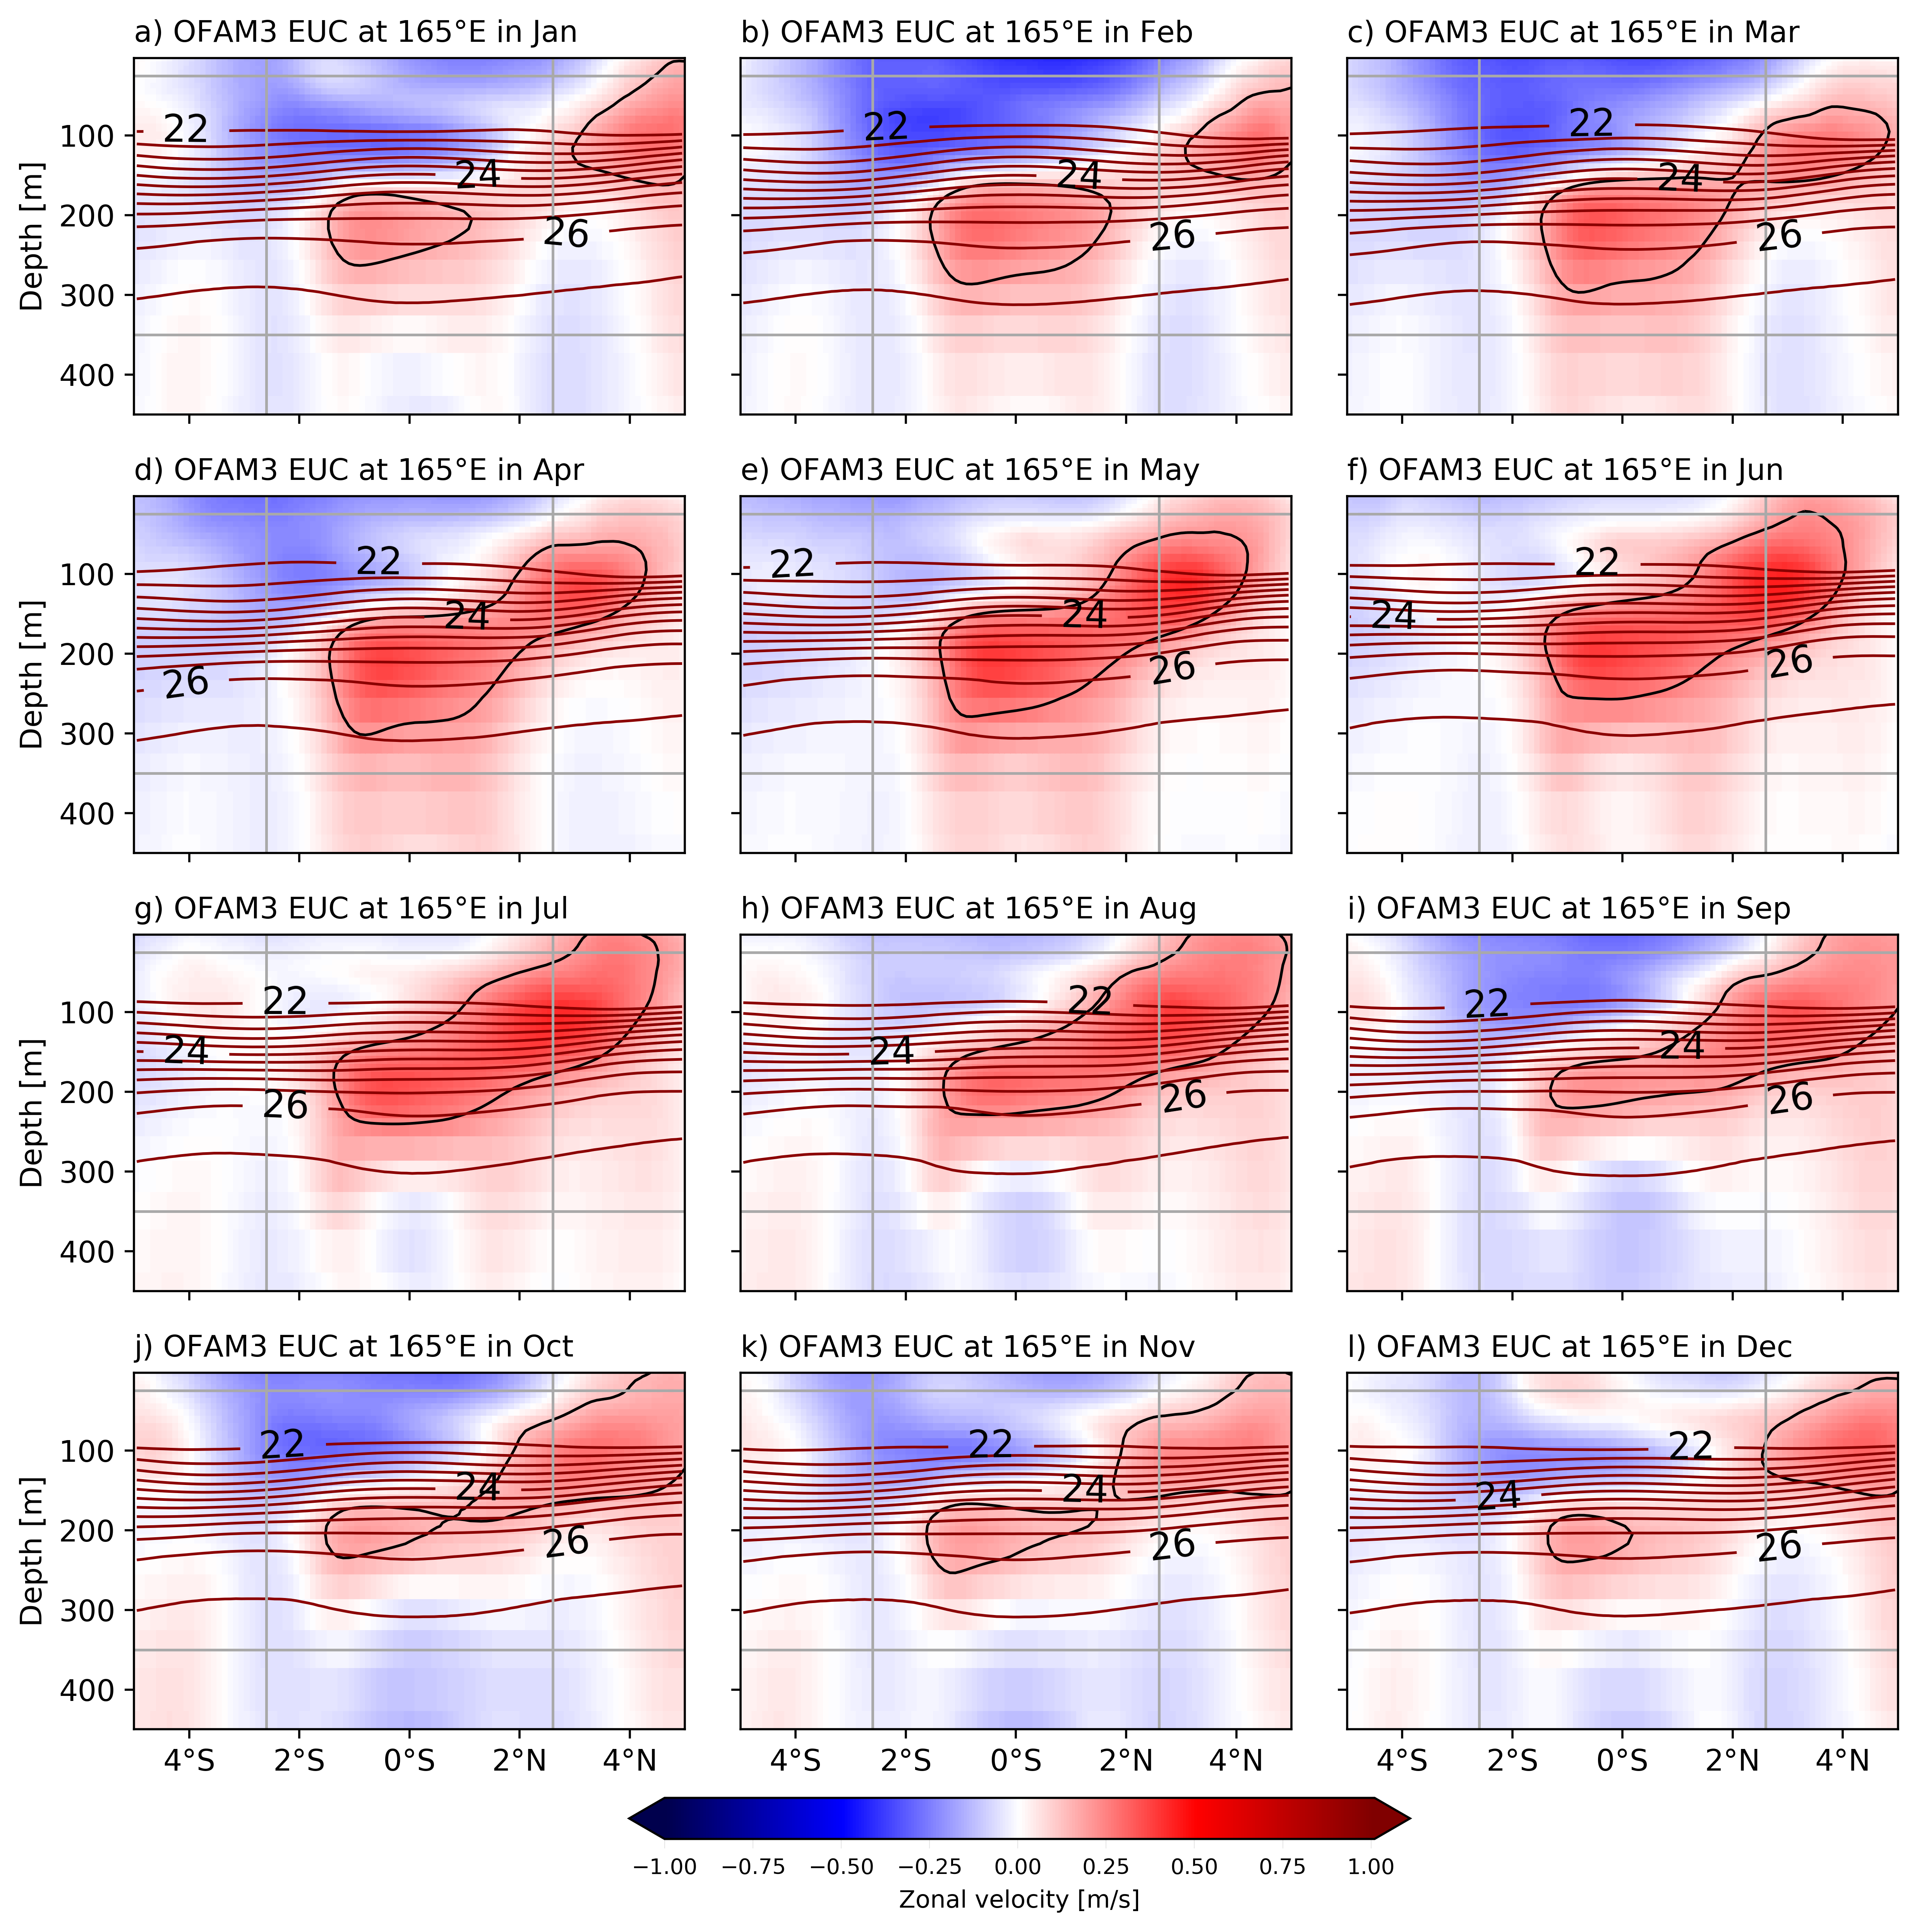 a) OFAM3 EUC at 165°E in Jan
b) OFAM3 EUC at 165°E in Feb
c) OFAM3 EUC at 165°E in Mar
Depth [m]
100
200
300
400
22
24
26
22
24
26
22
24
26
d) OFAM3 EUC at 165°E in Apr
e) OFAM3 EUC at 165°E in May
f) OFAM3 EUC at 165°E in Jun
Depth [m]
100
200
300
400
22
24
26
22
24
26
22
24
26
g) OFAM3 EUC at 165°E in Jul
h) OFAM3 EUC at 165°E in Aug
i) OFAM3 EUC at 165°E in Sep
Depth [m]
100
200
300
400
22
24
26
22
24
26
22
24
26
j) OFAM3 EUC at 165°E in Oct
k) OFAM3 EUC at 165°E in Nov
l) OFAM3 EUC at 165°E in Dec
Depth [m]
100
200
300
400
22
24
26
22
24
26
22
24
26
4°S 2°S 0°S 2°N 4°N
4°S 2°S 0°S 2°N 4°N
4°S 2°S 0°S 2°N 4°N
−1.00 −0.75 −0.50 −0.25 0.00 0.25 0.50 0.75 1.00
Zonal velocity [m/s]